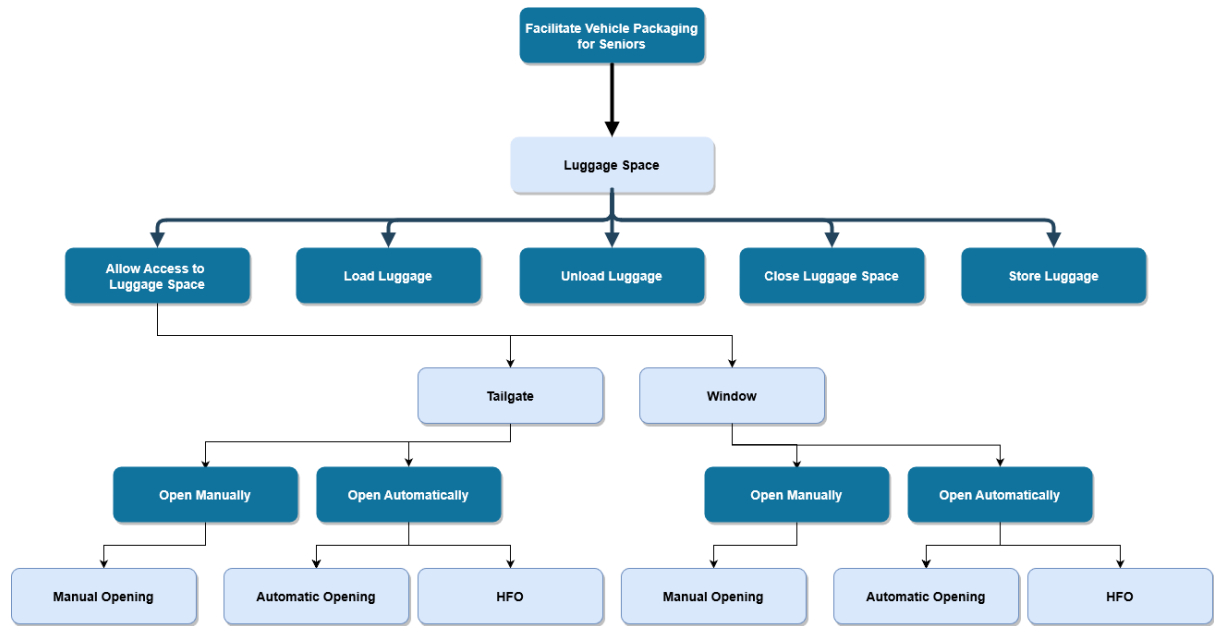 Facilitate Vehicle Packaging
for Seniors
Luggage Space
Allow Access to
Luggage Space
Load Luggage
Unload Luggage
Close Luggage Space
Store Luggage
Tailgate
Window
Open Manually
Open Automatically
Open Manually
Open Automatically
Manual Opening
Automatic Opening
HFO
Manual Opening
Automatic Opening
HFO